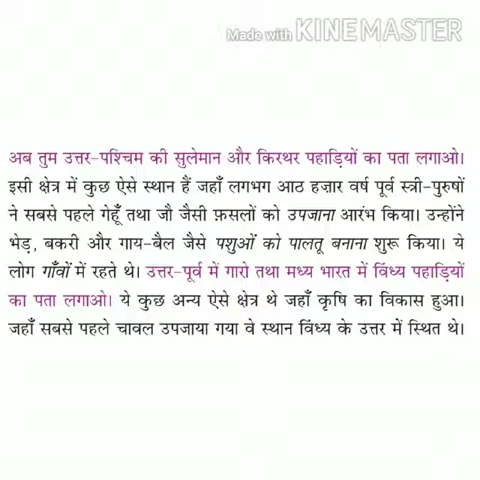 Made with KINEMASTER
अब तुम उत्तर-पश्चिम की सुलेमान और किरथर पहाड़ियों का पता लगाओ।
इसी क्षेत्र में कुछ ऐसे स्थान हैं जहाँ लगभग आठ हज़ार वर्ष पूर्व स्त्री-पुरुषों
ने सबसे पहले गेहूँ तथा जौ जैसी फ़सलों को उपजाना आरंभ किया। उन्होंने
भेड़, बकरी और गाय-बैल जैसे पशुओं को पालतू बनाना शुरू किया। ये
लोग गाँवों में रहते थे। उत्तर-पूर्व में गारो तथा मध्य भारत में विंध्य पहाड़ियों
का पता लगाओ। ये कुछ अन्य ऐसे क्षेत्र थे जहाँ कृषि का विकास हुआ।
जहाँ सबसे पहले चावल उपजाया गया वे स्थान विंध्य के उत्तर में स्थित थे।